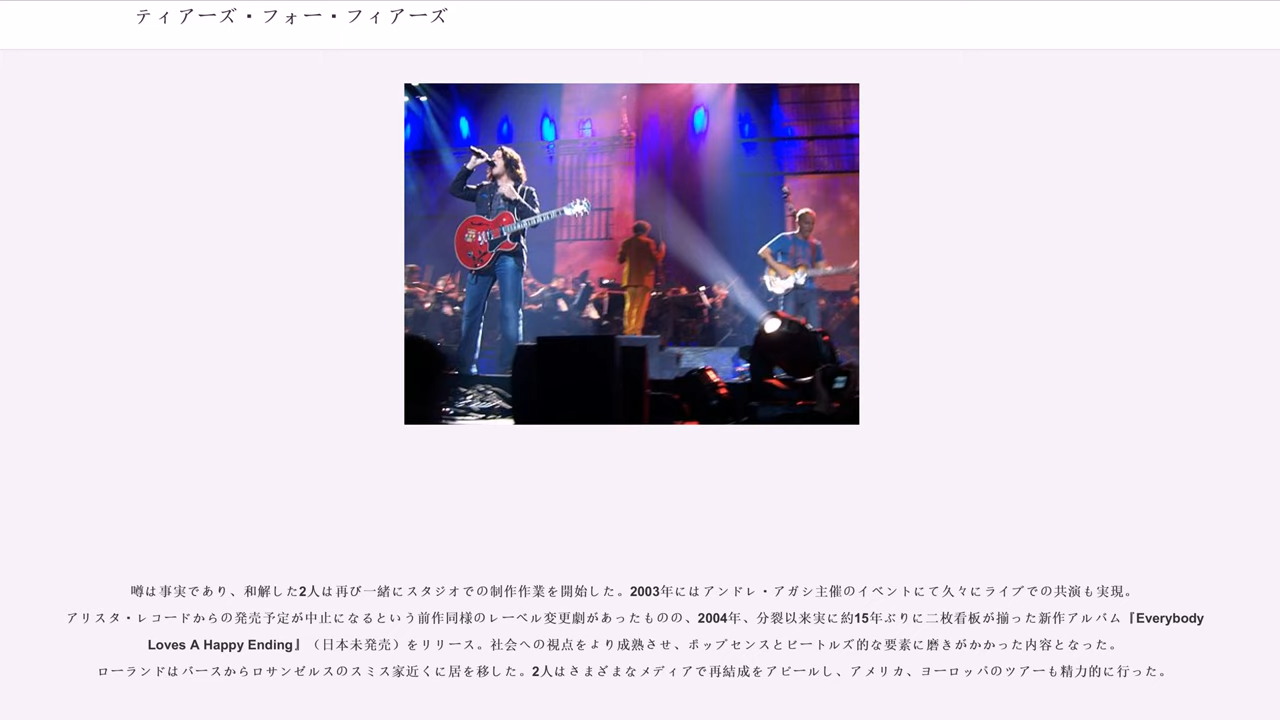 ティアーズ・フォー・フィアーズ
噂は事実であり、和解した2人は再び一緒にスタジオでの制作作業を開始した。2003年にはアンドレ・アガシ主催のイベントにて久々にライブでの共演も実現。
アリスタ・レコードからの発売予定が中止になるという前作同様のレーベル変更劇があったものの、2004年、分裂以来実に約15年ぶりに二枚看板が揃った新作アルバム『Everybody
Loves A Happy Ending』（日本未発売）をリリース。社会への視点をより成熟させ、ポップセンスとビートルズ的な要素に磨きがかかった内容となった。
ローランドはバースからロサンゼルスのスミス家近くに居を移した。2人はさまざまなメディアで再結成をアピールし、アメリカ、ヨーロッパのツアーも精力的に行った。